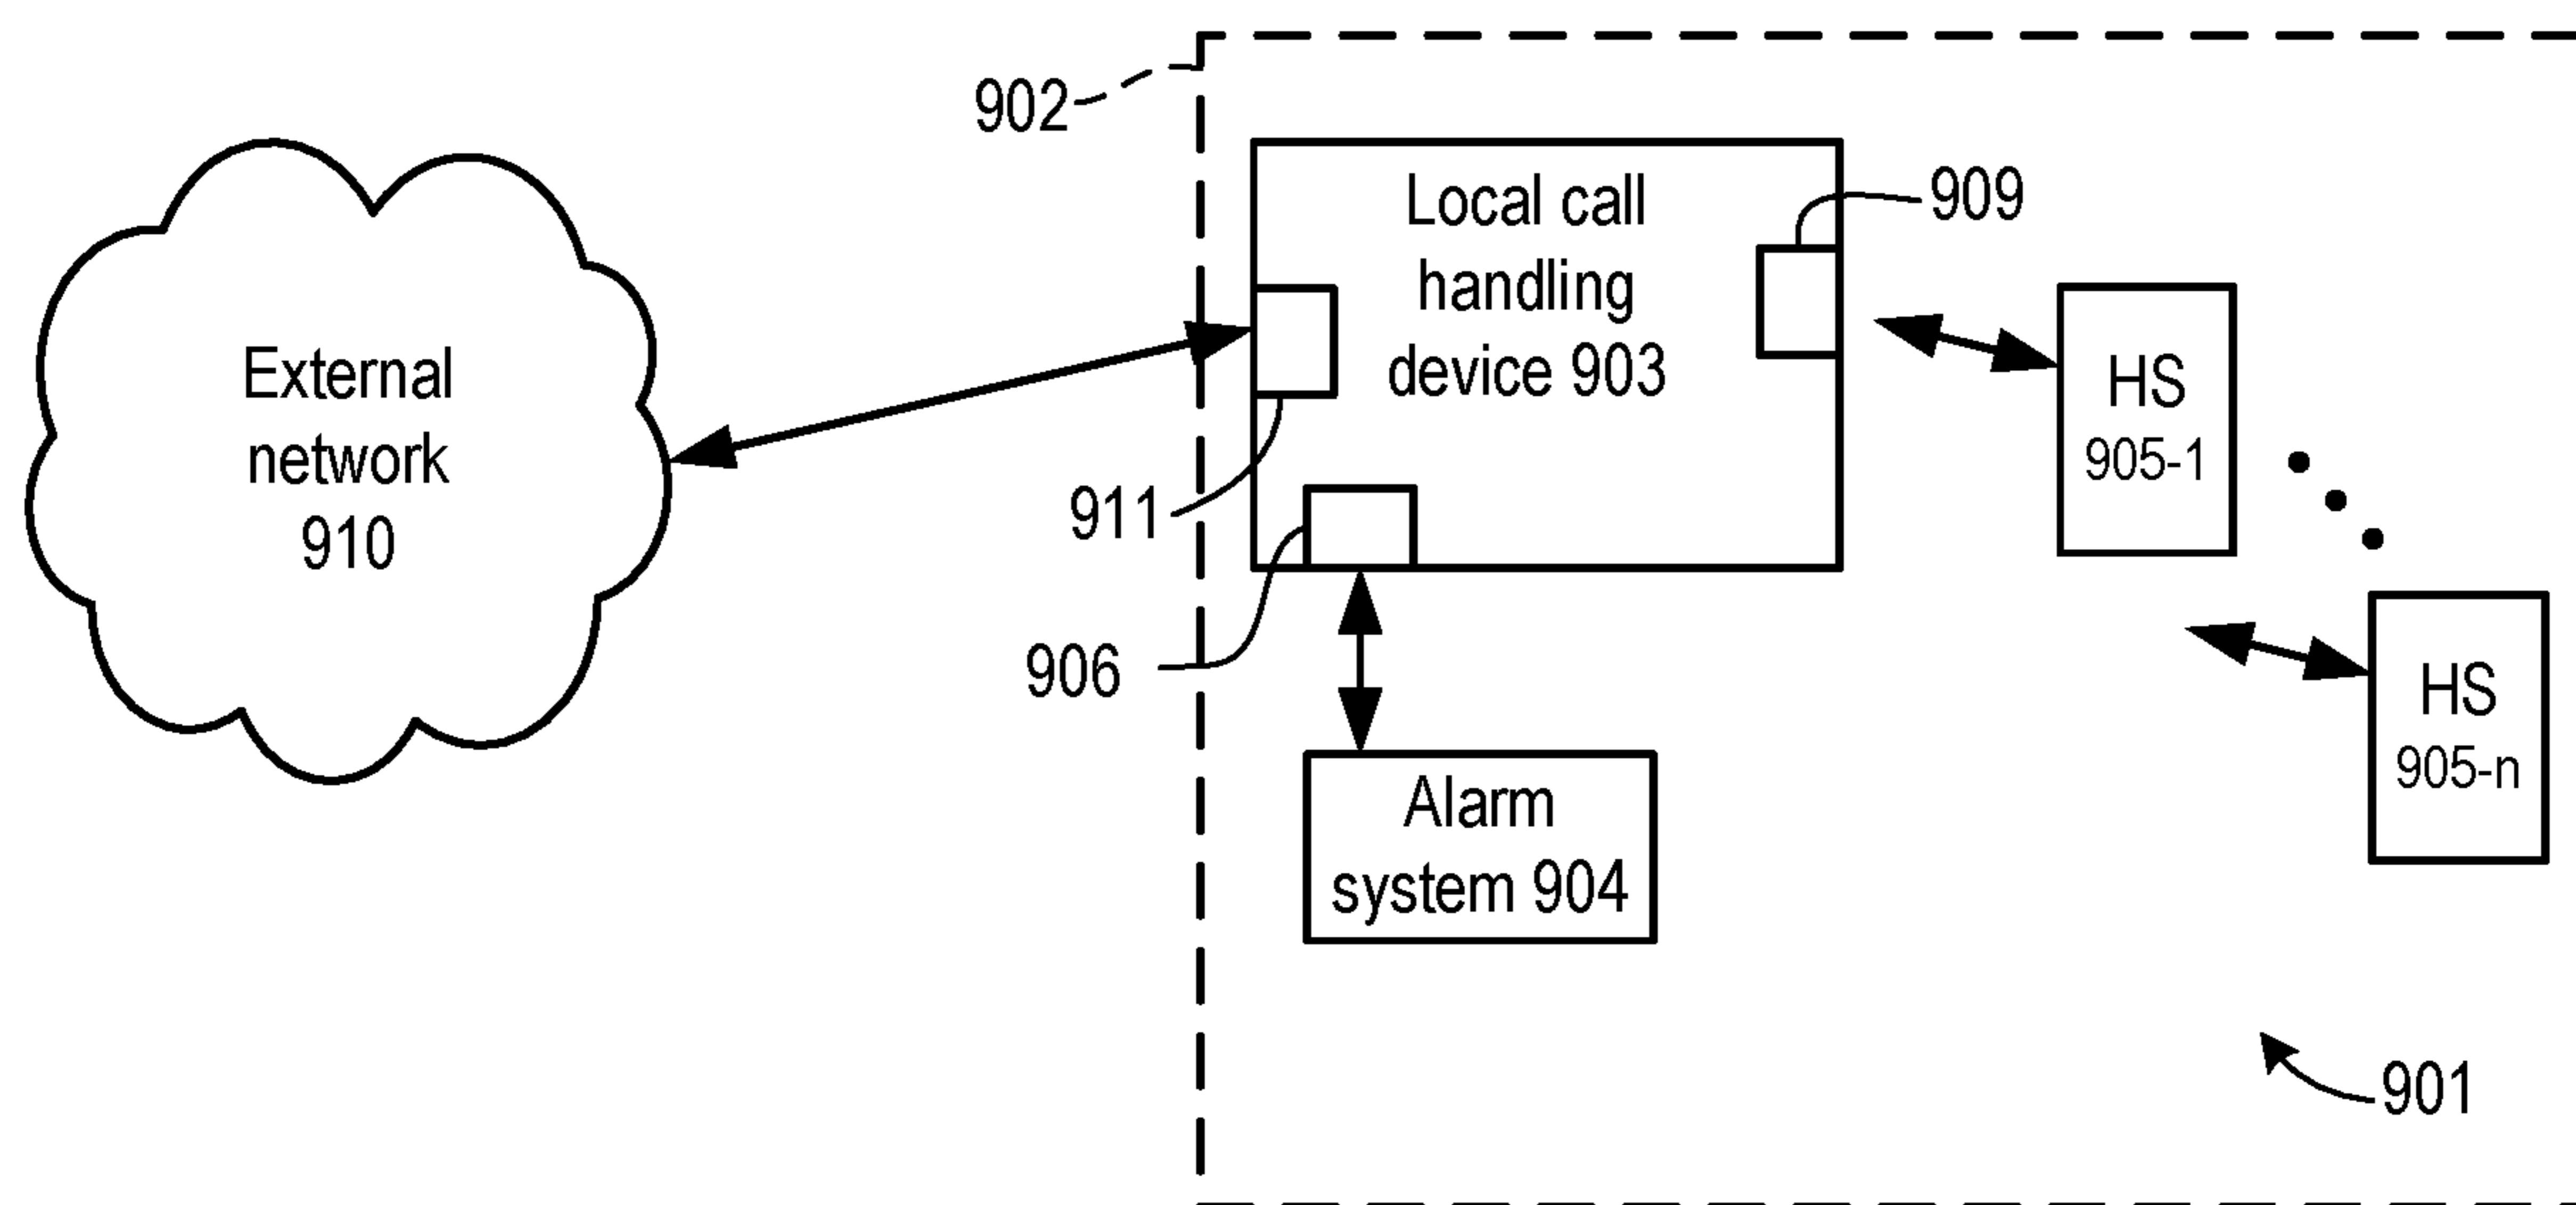 902
Local call
handling
device 903
909
External
network
910
911
HS
905-1
906
HS
905-n
Alarm
system 904
901